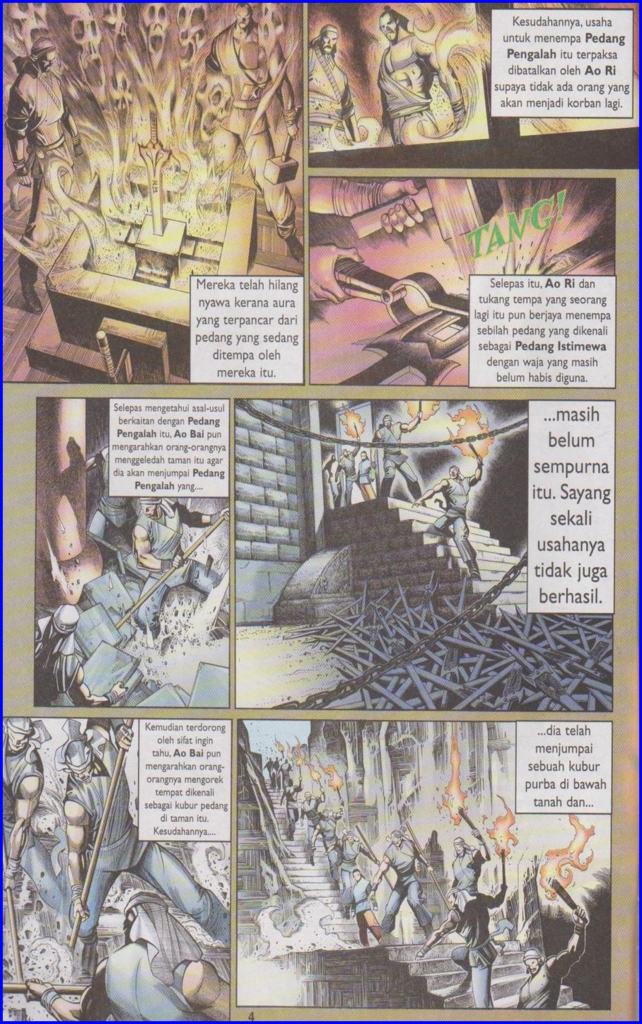 Mereka telah hilang
nyawa kerana aura
yang terpancar dari
pedang yang sedang
ditempa oleh
mereka itu.
Kesudahannya, usaha
untuk menempa Pedang
Pengalah itu terpaksa
dibatalkan oleh Ao Ri
supaya tidak ada orang yang
akan menjadi korban lagi.
TANG!
Selepas itu, Ao Ri dan
tukang tempa yang seorang
lagi itu pun berjaya menempa
sebilah pedang yang dikenali
sebagai Pedang Istimewa
dengan waja yang masih
belum habis diguna.
Selepas mengetahui asal-usul
berkaitan dengan Pedang
Pengalah itu, Ao Bai pun
mengarahkan orang-orangnya
menggeledah taman itu agar
dia akan menjumpai Pedang
Pengalah yang....
...masih
belum
sempurna
itu. Sayang
sekali
usahanya
tidak juga
berhasil.
Kemudian terdorong
oleh sifat ingin
tahu, Ao Bai pun
mengarahkan orang-
orangnya mengorek
tempat dikenali
sebagai kubur pedang
di taman itu.
Kesudahannya....
...dia telah
menjumpai
sebuah kubur
purba di bawah
tanah dan...
4